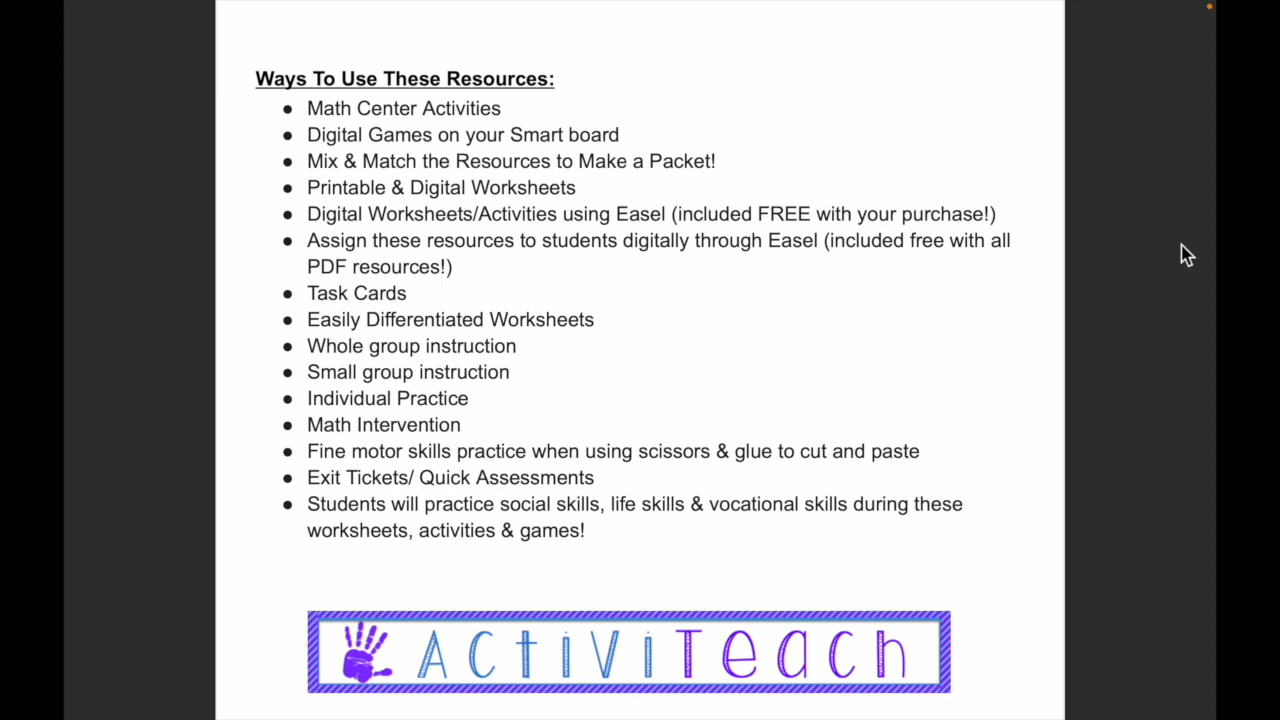 Ways To Use These Resources:
● Math Center Activities
● Digital Games on your Smart board
● Mix & Match the Resources to Make a Packet!
● Printable & Digital Worksheets
● Digital Worksheets/Activities using Easel (included FREE with your purchase!)
● Assign these resources to students digitally through Easel (included free with all
PDF resources!)
● Task Cards
● Easily Differentiated Worksheets
● Whole group instruction
● Small group instruction
● Individual Practice
● Math Intervention
● Fine motor skills practice when using scissors & glue to cut and paste
● Exit Tickets/ Quick Assessments
● Students will practice social skills, life skills & vocational skills during these
worksheets, activities & games!
ActiviTeach